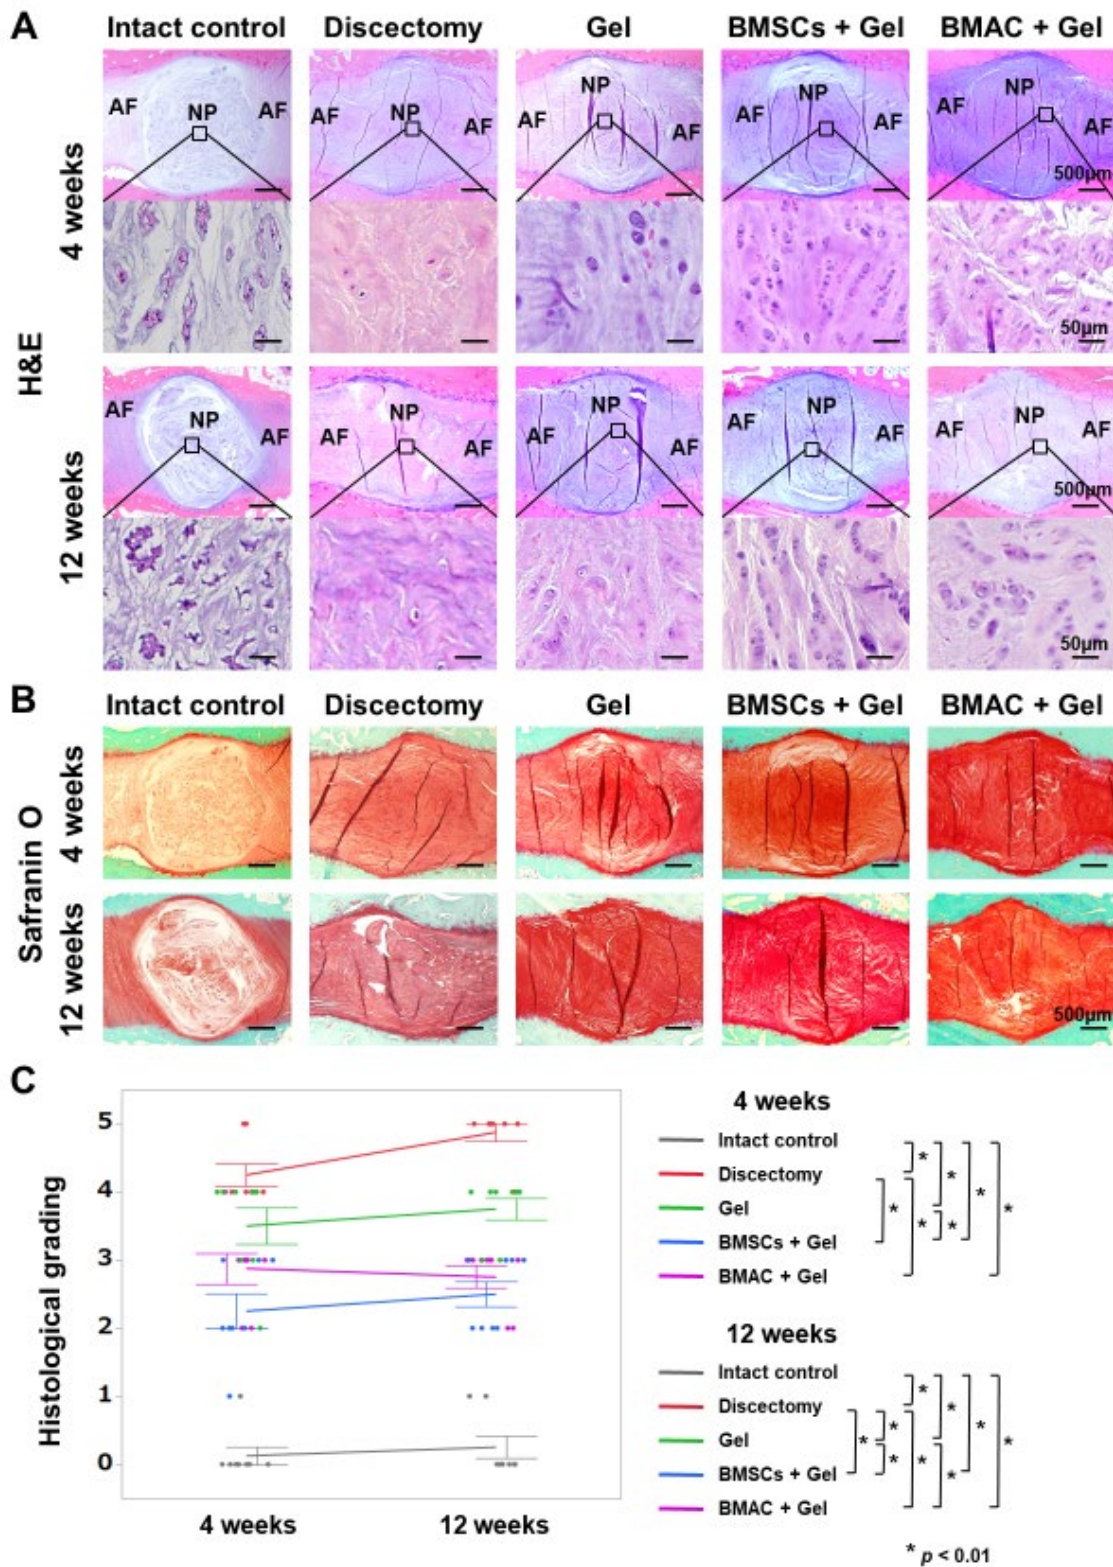 A
Intact control Discectomy Gel BMSCs + Gel BMAC + Gel
H&E
4 weeks
AF NP AF
AF NP AF
AF NP AF
AF NP AF
AF NP AF
500µm
50µm
12 weeks
AF NP AF
AF NP AF
AF NP AF
AF NP AF
AF NP AF
500µm
50µm
B
Intact control Discectomy Gel BMSCs + Gel BMAC + Gel
Safranin O
4 weeks
12 weeks
500µm
C
Histological grading
5
4
3
2
1
0
4 weeks 12 weeks
4 weeks
Intact control
Discectomy
Gel
BMSCs + Gel
BMAC + Gel
* * * * * * * *
12 weeks
Intact control
Discectomy
Gel
BMSCs + Gel
BMAC + Gel
* * * * * * * * *
* p < 0.01